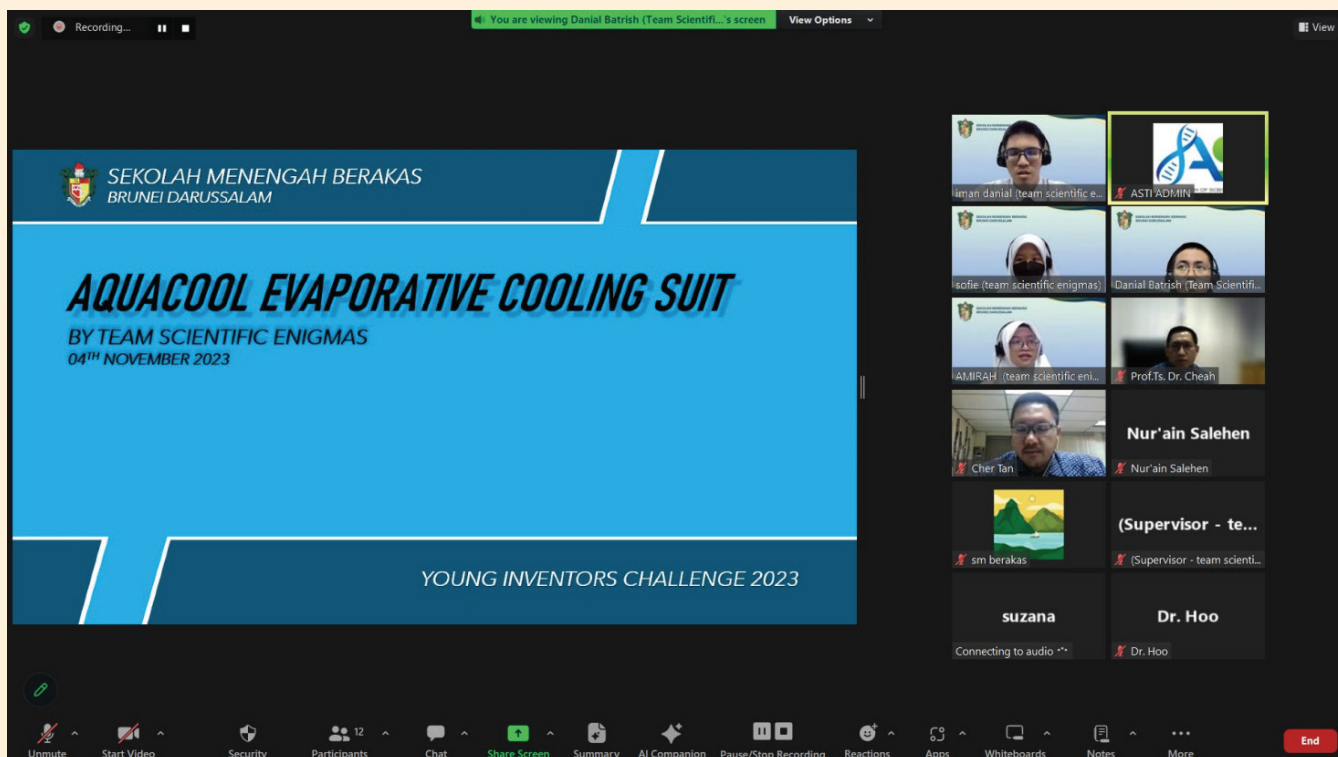 Recording...
You are viewing Danial Batrish (Team Scientifi...'s screen
View Options
View
SEKOLAH MENENGAH BERAKAS
BRUNEI DARUSSALAM
AQUACOOL EVAPORATIVE COOLING SUIT
BY TEAM SCIENTIFIC ENIGMAS
04TH NOVEMBER 2023
YOUNG INVENTORS CHALLENGE 2023
iman danial (team scientific e...
ASTI ADMIN
sofie (team scientific enigmas)
Danial Batrish (Team Scientifi...
AMIRAH (team scientific eni...
Prof.Ts. Dr. Cheah
Cher Tan
Nur'ain Salehen
Nur'ain Salehen
sm berakas
(Supervisor - te...
(Supervisor - team scienti...
suzana
Connecting to audio
Dr. Hoo
Dr. Hoo
12
Unmute
Start Video
Security
Participants
Chat
Share Screen
Summary
AI Companion
Pause/Stop Recording
Reactions
Apps
Whiteboards
Notes
More
End